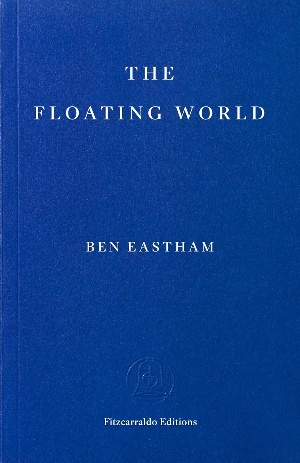 THE
FLOATING WORLD
BEN EASTHAM
Fitzcarraldo Editions